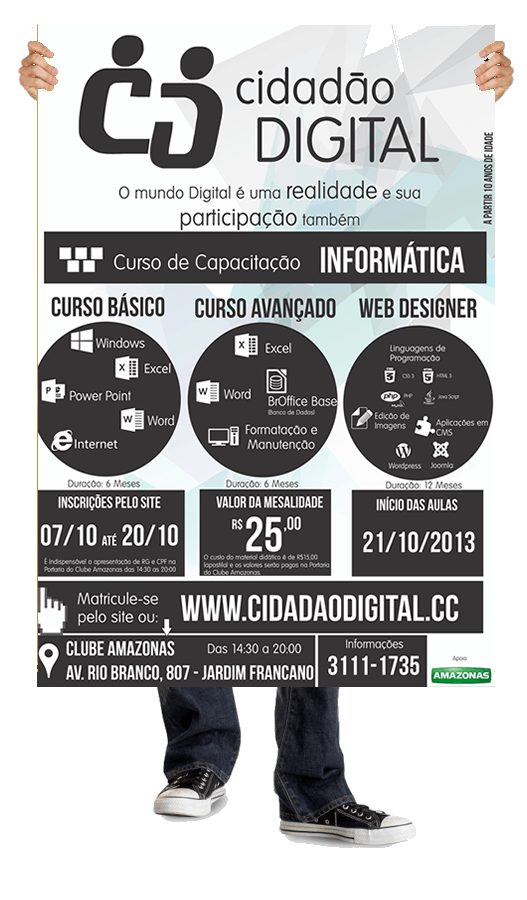 cidadão
DIGITAL
A PARTIR 10 ANOS DE IDADE
O mundo Digital é uma realidade e sua
participação também
Curso de Capacitação INFORMÁTICA
CURSO BÁSICO
Windows
Excel
Power Point
Word
Internet
Duração: 6 Meses
CURSO AVANÇADO
Excel
Word
BrOffice Base
(Banco de Dados)
Formatação e
Manutenção
Duração: 6 Meses
WEB DESIGNER
Linguagens de
Programação
CSS 3
HTML 5
php PHP
Java Script
Edição de
Imagens
Aplicações em
CMS
Wordpress
Joomla
Duração: 12 Meses
INSCRIÇÕES PELO SITE
07/10 ATÉ 20/10
É indispensável a apresentação de RG e CPF na
Portaria do Clube Amazonas das 14:30 as 20:00
VALOR DA MESALIDADE
R$ 25,00
O custo do material didático é de R$15,00
(apostila) e os valores serão pagos na Portaria
do Clube Amazonas.
INÍCIO DAS AULAS
21/10/2013
Matricule-se
pelo site ou:
WWW.CIDADAODIGITAL.CC
CLUBE AMAZONAS Das 14:30 a 20:00
AV. RIO BRANCO, 807 - JARDIM FRANCANO
Informações
3111-1735
Apoio
AMAZONAS